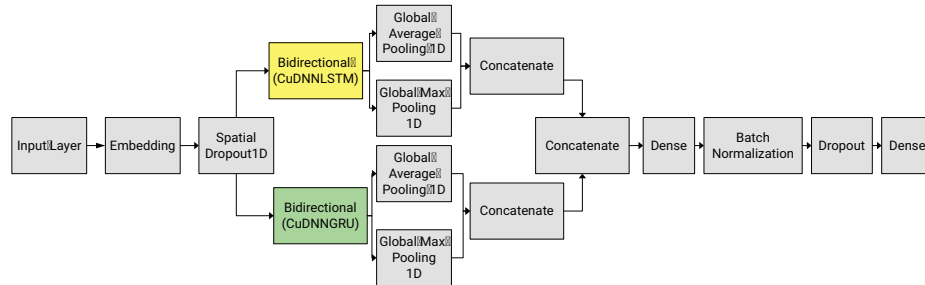 Input Layer
Embedding
Spatial
Dropout1D
Bidirectional
(CuDNNLSTM)
Global
Average
Pooling 1D
Global Max
Pooling
1D
Concatenate
Bidirectional
(CuDNNGRU)
Global
Average
Pooling 1D
Global Max
Pooling
1D
Concatenate
Concatenate
Dense
Batch
Normalization
Dropout
Dense